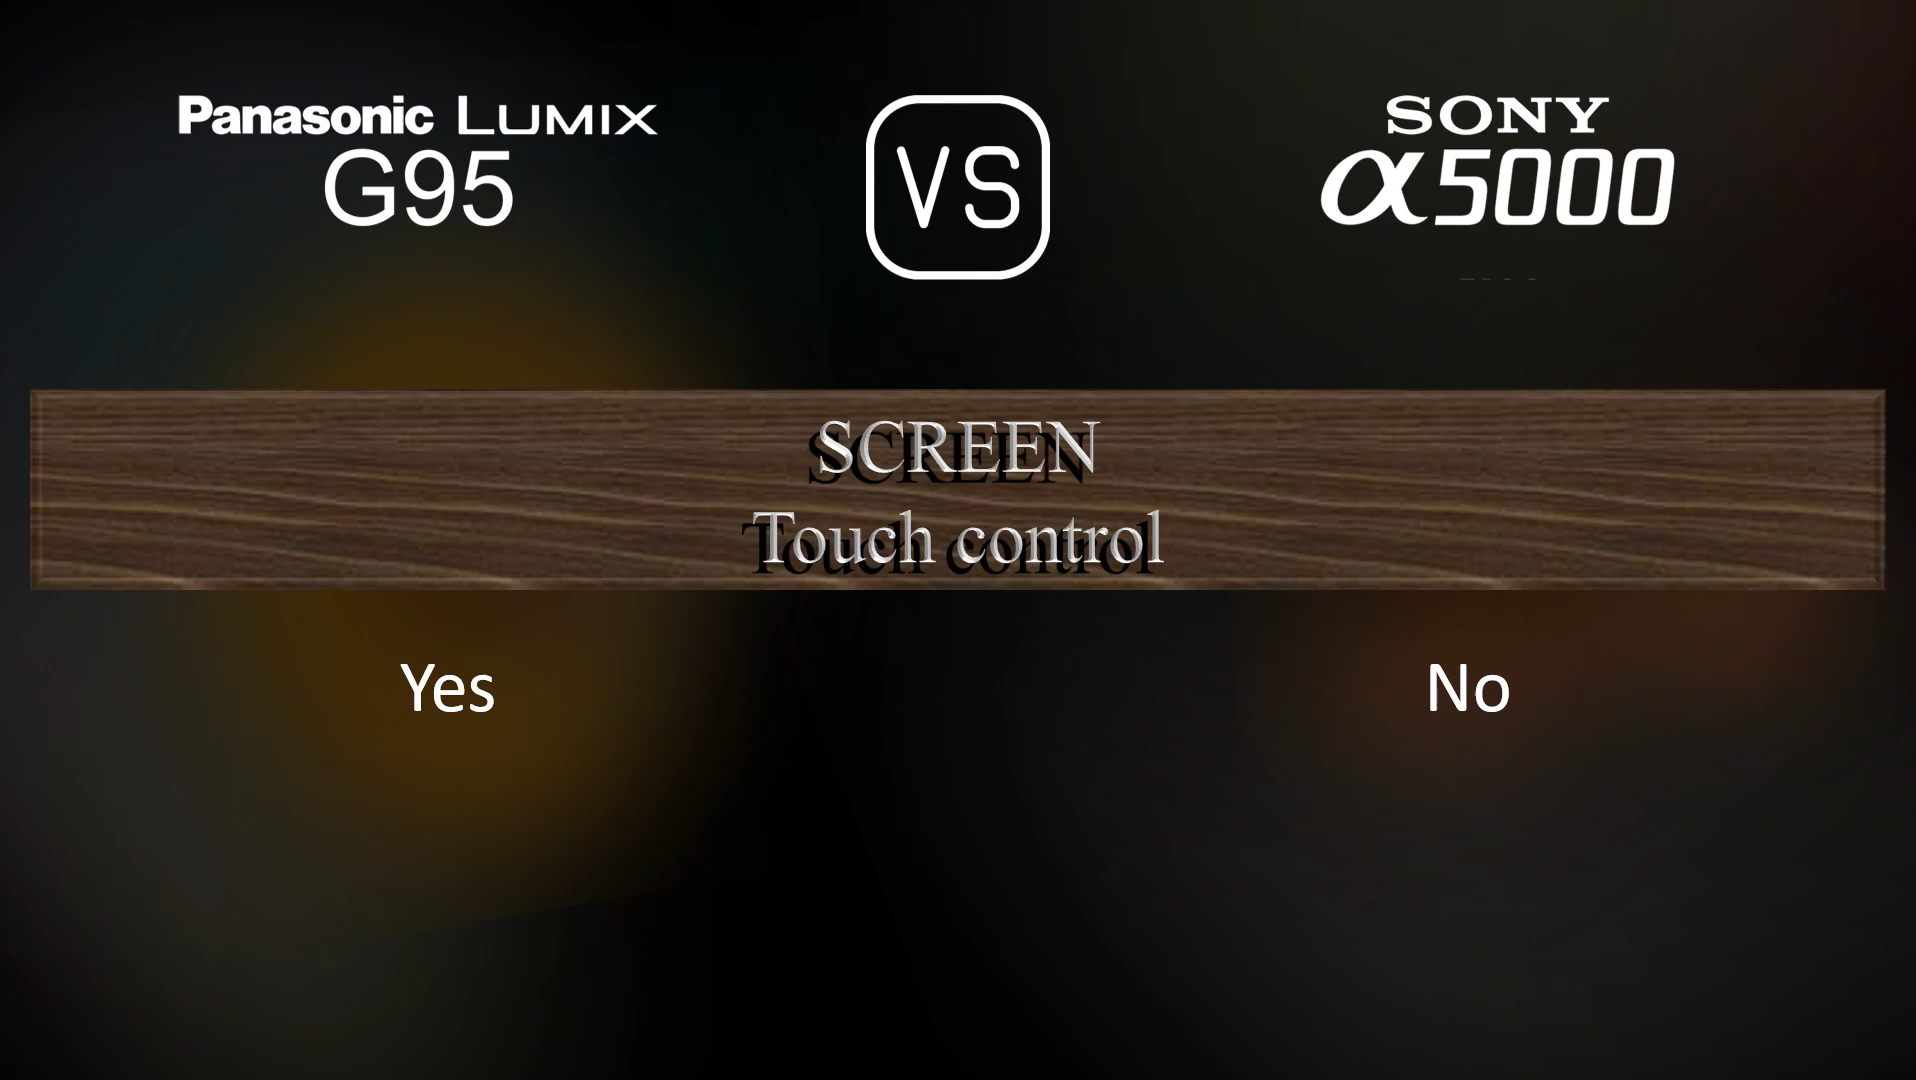 Panasonic LUMIX
G95
VS
SONY
α5000
SCREEN
Touch control
Yes
No